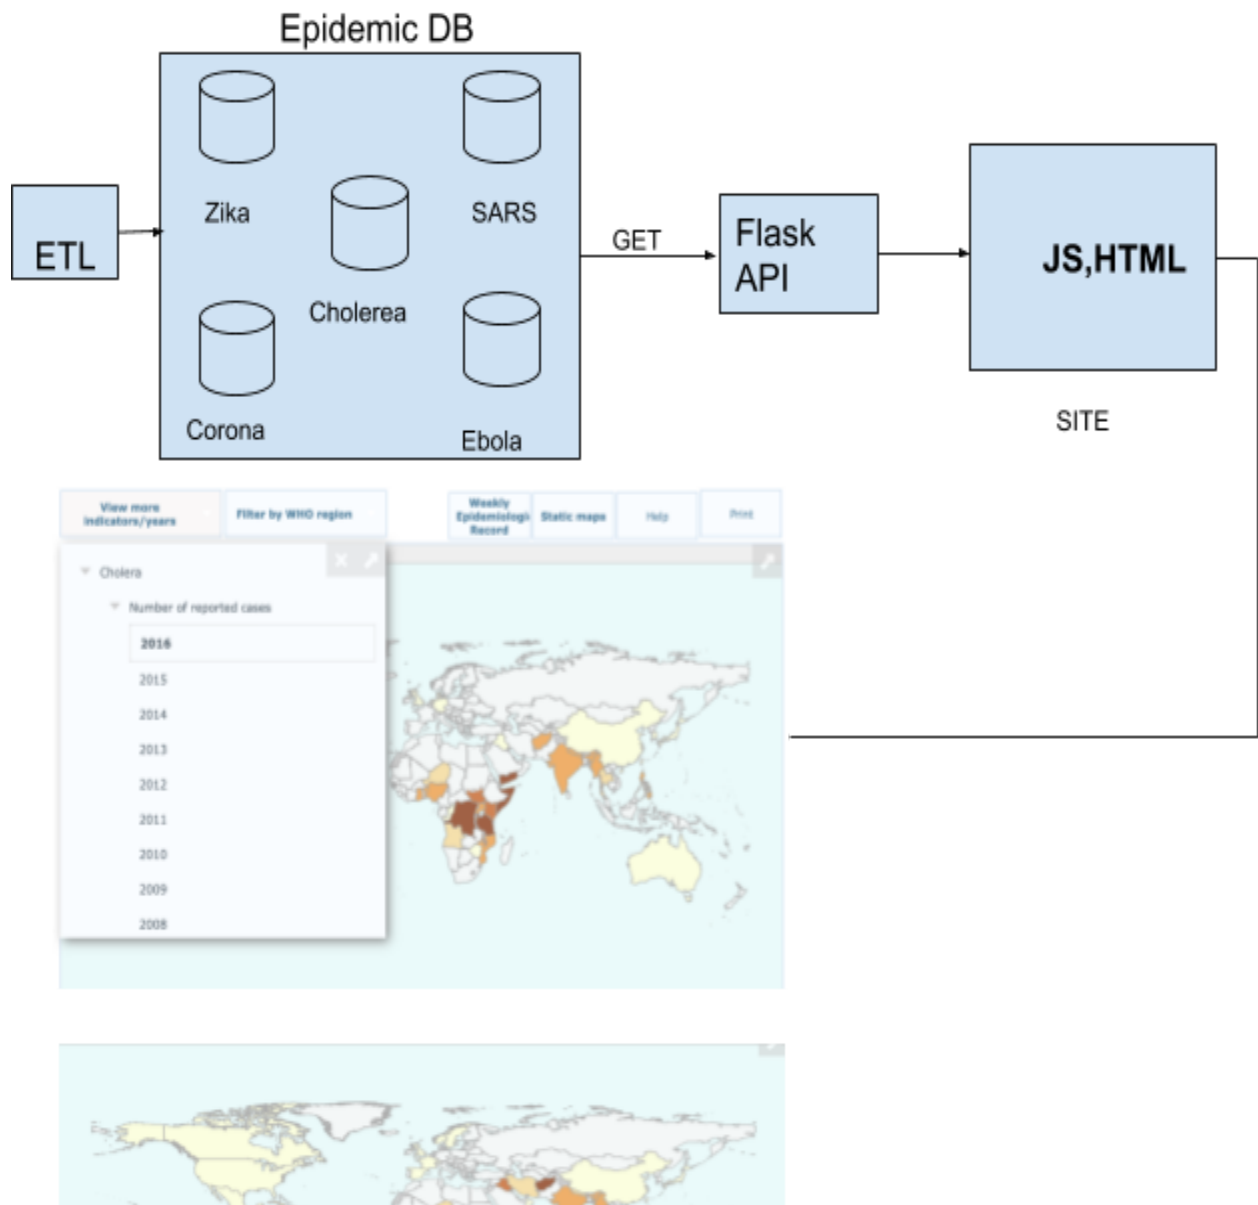 Epidemic DB
Zika
SARS
Cholerea
Corona
Ebola
ETL
GET
Flask
API
JS,HTML
SITE
View more
indicators/years
Filter by WHO region
Weekly
Epidemiologi
Record
Static maps
Help
Print
Cholera
Number of reported cases
2016
2015
2014
2013
2012
2011
2010
2009
2008